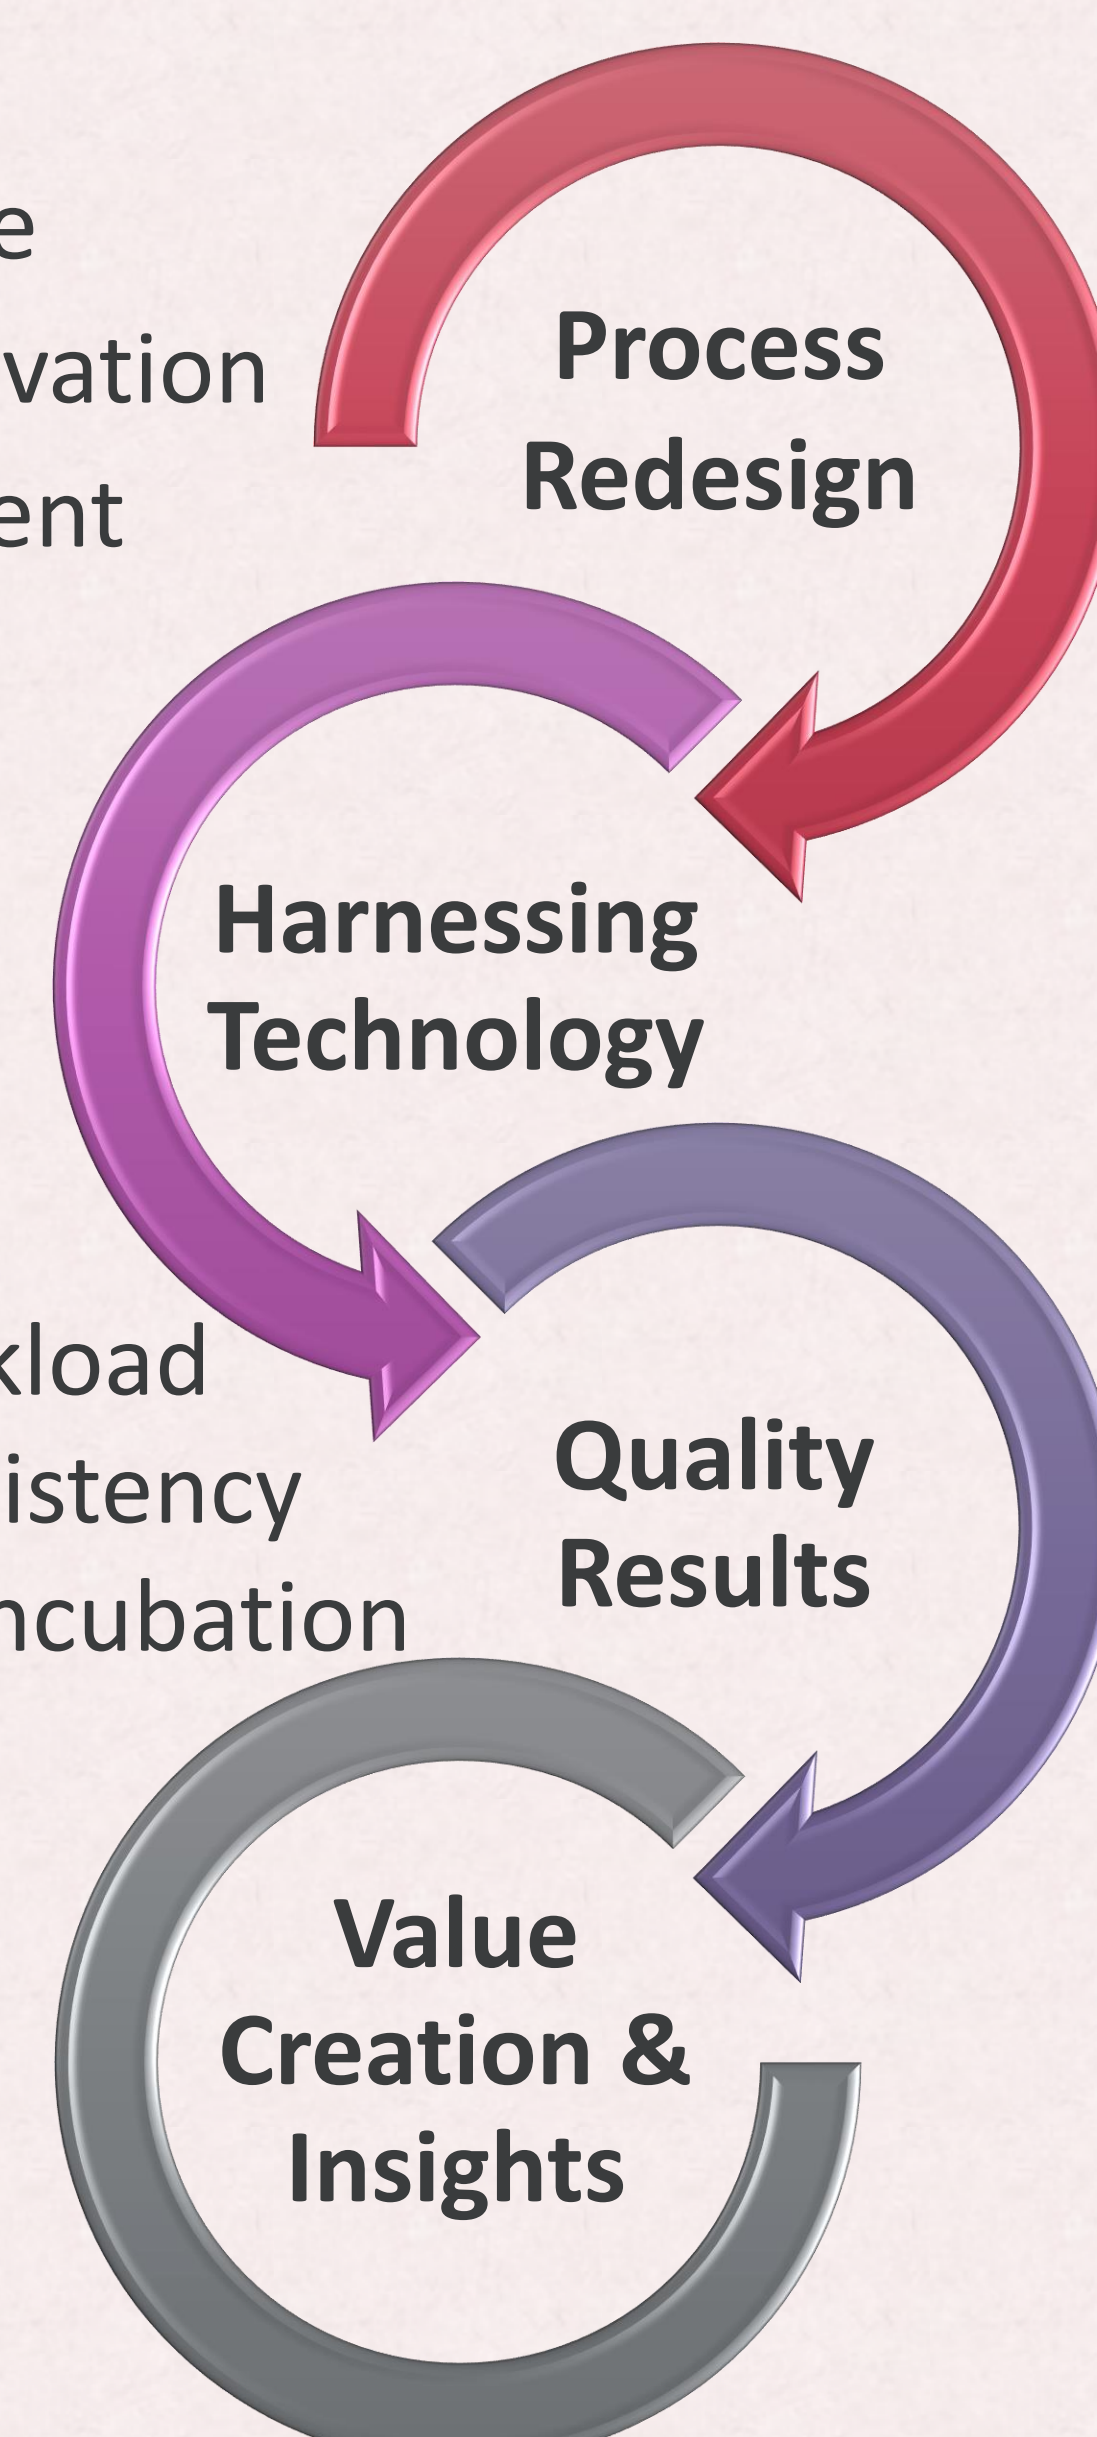 e
vation
ent
Process
Redesign
Harnessing
Technology
kload
istency
ncubation
Quality
Results
Value
Creation &
Insights